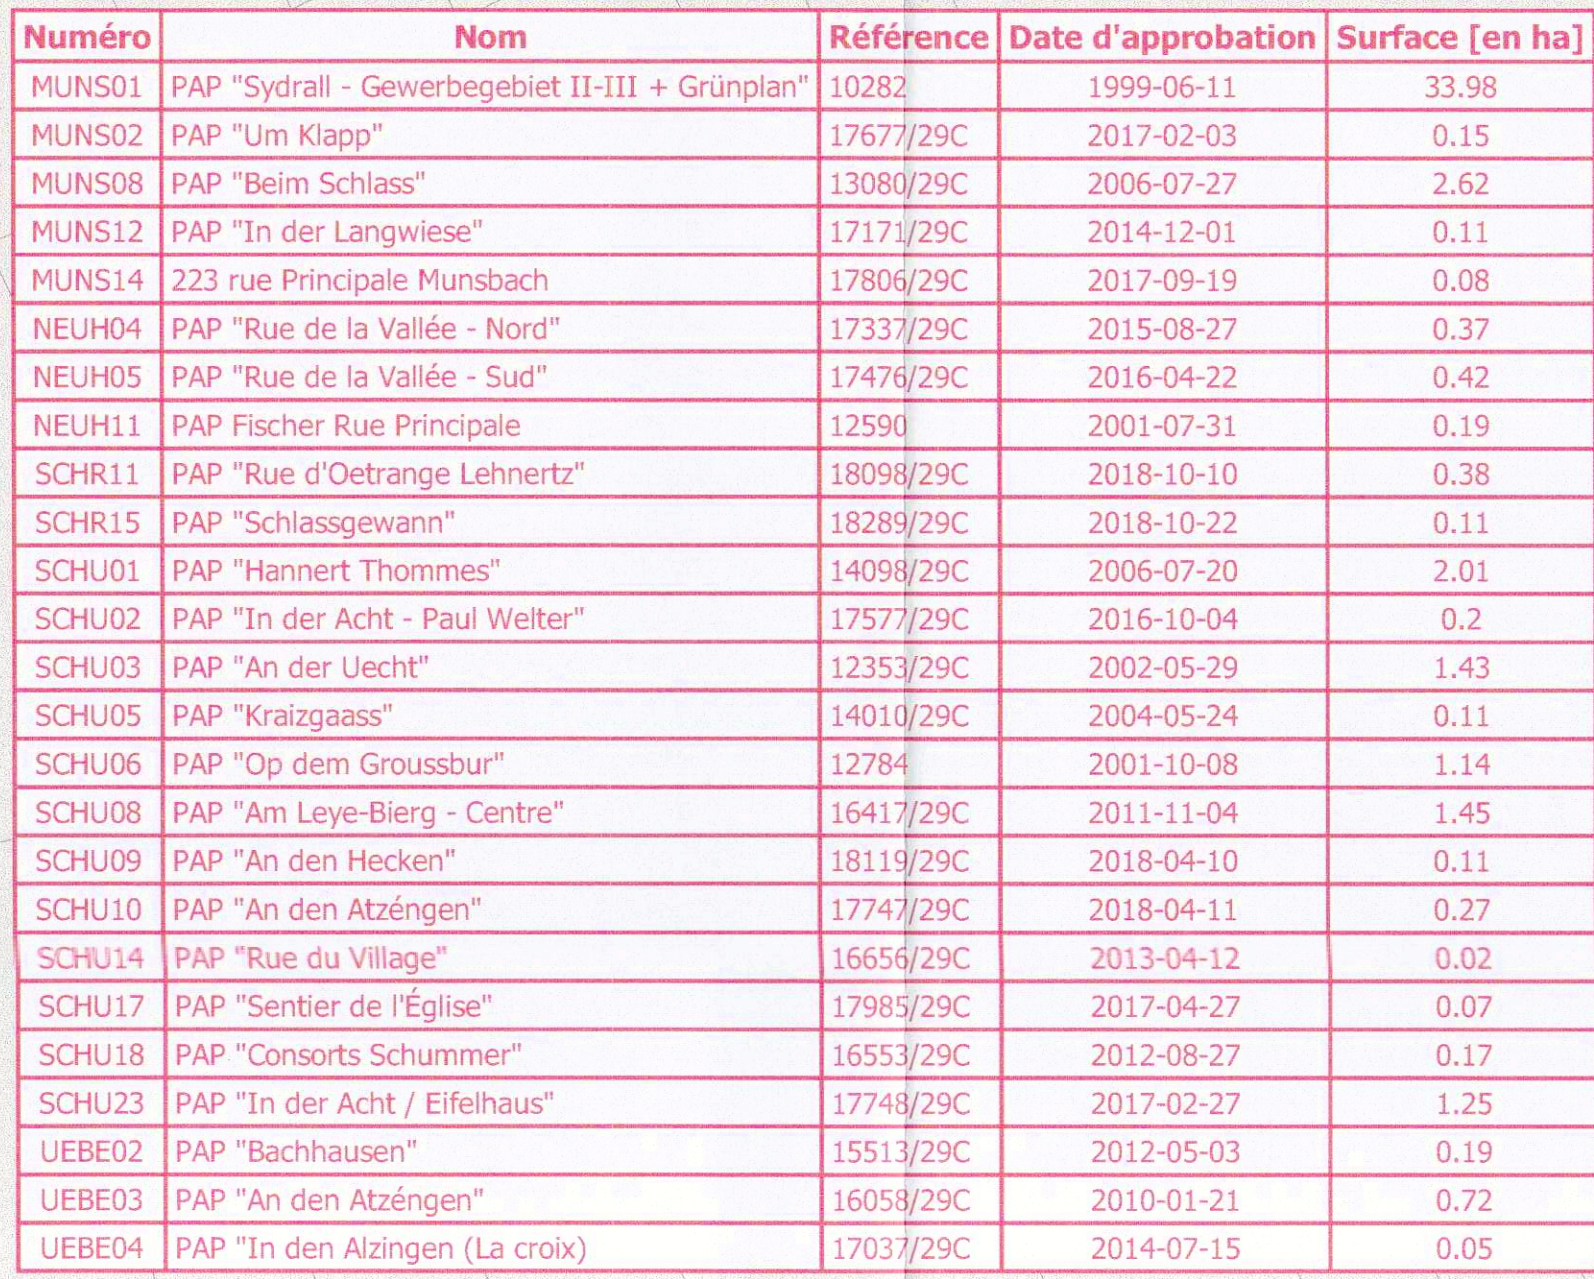 Numéro Nom Référence Date d'approbation Surface [en ha]
MUNS01 PAP "Sydrall - Gewerbegebiet II-III + Grünplan" 10282 1999-06-11 33.98
MUNS02 PAP "Um Klapp" 17677/29C 2017-02-03 0.15
MUNS08 PAP "Beim Schlass" 13080/29C 2006-07-27 2.62
MUNS12 PAP "In der Langwiese" 17171/29C 2014-12-01 0.11
MUNS14 223 rue Principale Munsbach 17806/29C 2017-09-19 0.08
NEUH04 PAP "Rue de la Vallée - Nord" 17337/29C 2015-08-27 0.37
NEUH05 PAP "Rue de la Vallée - Sud" 17476/29C 2016-04-22 0.42
NEUH11 PAP Fischer Rue Principale 12590 2001-07-31 0.19
SCHR11 PAP "Rue d'Oetrange Lehnertz" 18098/29C 2018-10-10 0.38
SCHR15 PAP "Schlassgewann" 18289/29C 2018-10-22 0.11
SCHU01 PAP "Hannert Thommes" 14098/29C 2006-07-20 2.01
SCHU02 PAP "In der Acht - Paul Welter" 17577/29C 2016-10-04 0.2
SCHU03 PAP "An der Uecht" 12353/29C 2002-05-29 1.43
SCHU05 PAP "Kraizgaass" 14010/29C 2004-05-24 0.11
SCHU06 PAP "Op dem Groussbur" 12784 2001-10-08 1.14
SCHU08 PAP "Am Leye-Bierg - Centre" 16417/29C 2011-11-04 1.45
SCHU09 PAP "An den Hecken" 18119/29C 2018-04-10 0.11
SCHU10 PAP "An den Atzéngen" 17747/29C 2018-04-11 0.27
SCHU14 PAP "Rue du Village" 16656/29C 2013-04-12 0.02
SCHU17 PAP "Sentier de l'Église" 17985/29C 2017-04-27 0.07
SCHU18 PAP "Consorts Schummer" 16553/29C 2012-08-27 0.17
SCHU23 PAP "In der Acht / Eifelhaus" 17748/29C 2017-02-27 1.25
UEBE02 PAP "Bachhausen" 15513/29C 2012-05-03 0.19
UEBE03 PAP "An den Atzéngen" 16058/29C 2010-01-21 0.72
UEBE04 PAP "In den Alzingen (La croix) 17037/29C 2014-07-15 0.05